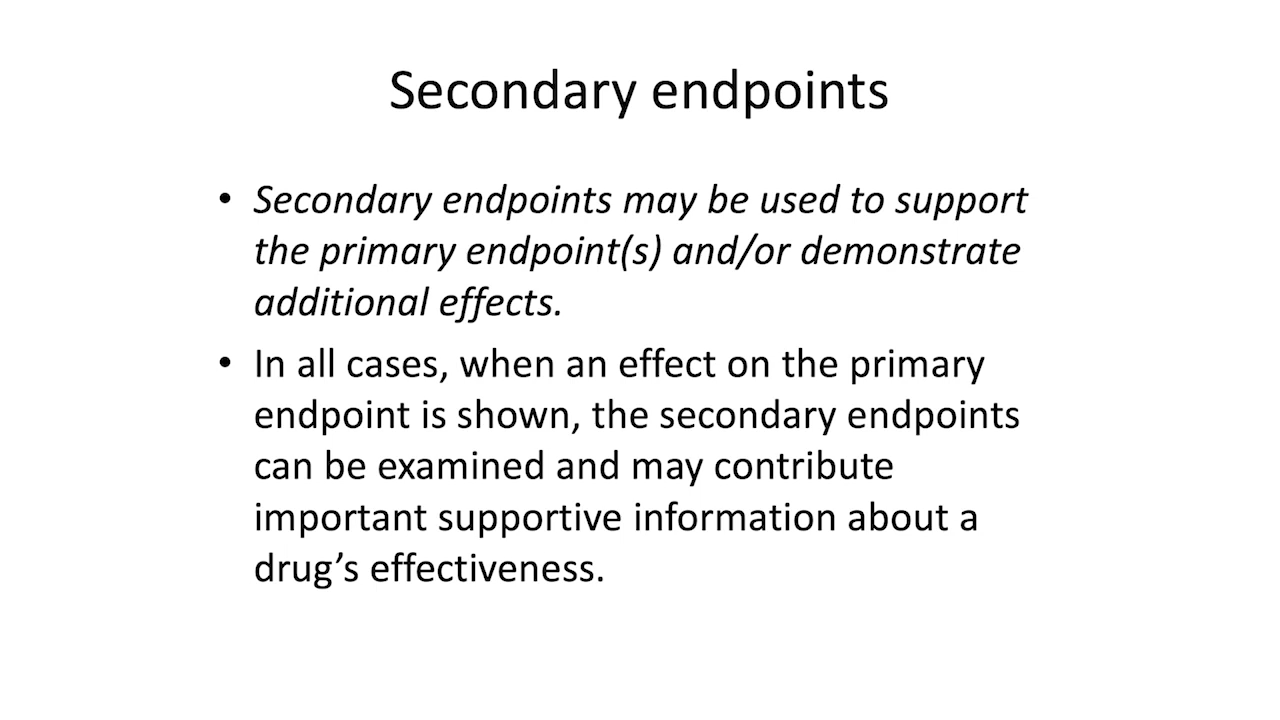 Secondary endpoints
• Secondary endpoints may be used to support
the primary endpoint(s) and/or demonstrate
additional effects.
• In all cases, when an effect on the primary
endpoint is shown, the secondary endpoints
can be examined and may contribute
important supportive information about a
drug’s effectiveness.